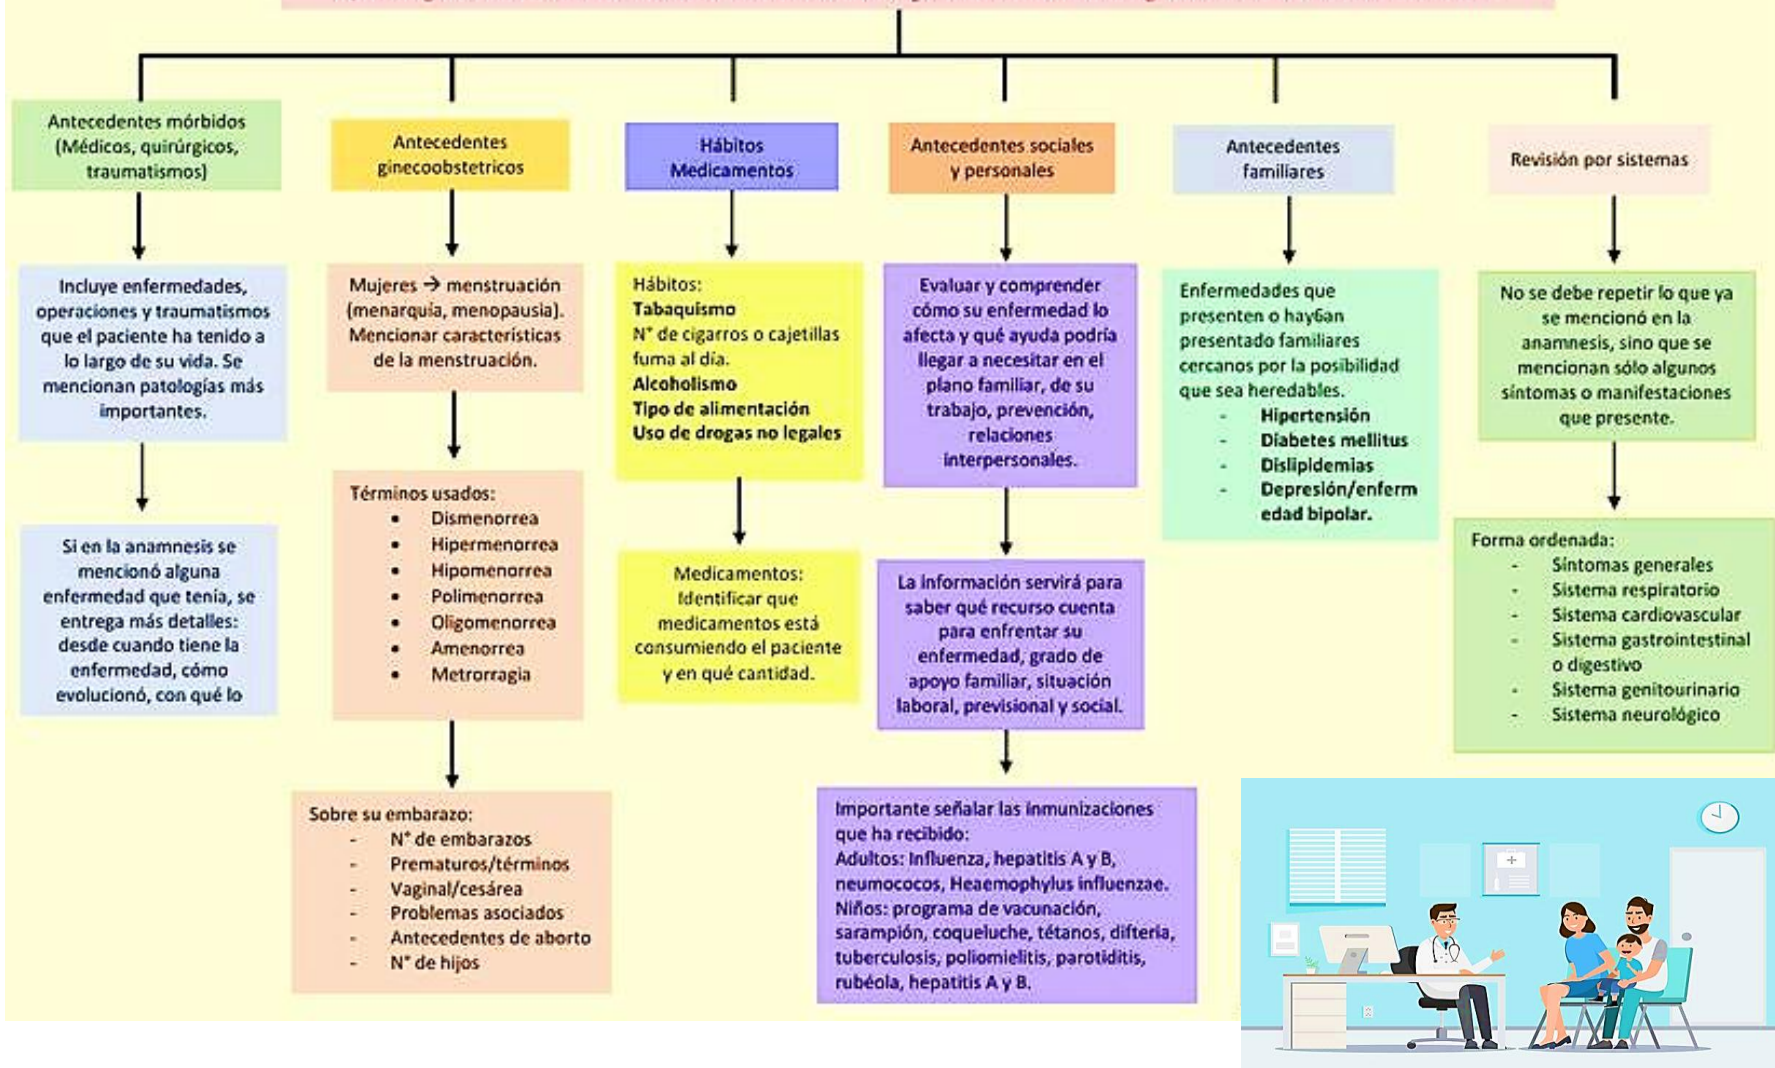 Antecedentes mórbidos
(Médicos, quirúrgicos,
traumatismos)
Incluye enfermedades,
operaciones y traumatismos
que el paciente ha tenido a
lo largo de su vida. Se
mencionan patologías más
importantes.
Si en la anamnesis se
mencionó alguna
enfermedad que tenía, se
entrega más detalles:
desde cuando tiene la
enfermedad, cómo
evolucionó, con qué lo
Antecedentes
ginecoobstetricos
Mujeres → menstruación
(menarquía, menopausia).
Mencionar características
de la menstruación.
Términos usados:
• Dismenorrea
• Hipermenorrea
• Hipomenorrea
• Polimenorrea
• Oligomenorrea
• Amenorrea
• Metrorragia
Sobre su embarazo:
- N° de embarazos
- Prematuros/términos
- Vaginal/cesárea
- Problemas asociados
- Antecedentes de aborto
- N° de hijos
Hábitos
Medicamentos
Hábitos:
Tabaquismo
N° de cigarros o cajetillas
fuma al día.
Alcoholismo
Tipo de alimentación
Uso de drogas no legales
Medicamentos:
Identificar que
medicamentos está
consumiendo el paciente
y en qué cantidad.
Antecedentes sociales
y personales
Evaluar y comprender
cómo su enfermedad lo
afecta y qué ayuda podría
llegar a necesitar en el
plano familiar, de su
trabajo, prevención,
relaciones
interpersonales.
La información servirá para
saber qué recurso cuenta
para enfrentar su
enfermedad, grado de
apoyo familiar, situación
laboral, previsional y social.
Importante señalar las inmunizaciones
que ha recibido:
Adultos: Influenza, hepatitis A y B,
neumococos, Heaemophylus influenzae.
Niños: programa de vacunación,
sarampión, coqueluche, tétanos, difteria,
tuberculosis, poliomielitis, parotiditis,
rubéola, hepatitis A y B.
Antecedentes
familiares
Enfermedades que
presenten o hay6an
presentado familiares
cercanos por la posibilidad
que sea heredables.
- Hipertensión
- Diabetes mellitus
- Dislipidemias
- Depresión/enferm
edad bipolar.
Revisión por sistemas
No se debe repetir lo que ya
se mencionó en la
anamnesis, sino que se
mencionan sólo algunos
síntomas o manifestaciones
que presente.
Forma ordenada:
- Síntomas generales
- Sistema respiratorio
- Sistema cardiovascular
- Sistema gastrointestinal
o digestivo
- Sistema genitourinario
- Sistema neurológico